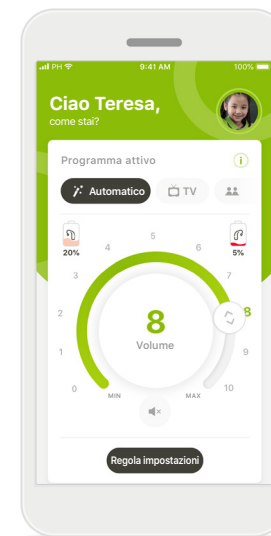 PH 9:41 AM 100%
Ciao Teresa,
come stai?
Programma attivo i
Automatico TV
20% 5%
5
4 6
3 7
8
2 8
Volume
1 9
0 10
MIN MAX
Regola impostazioni